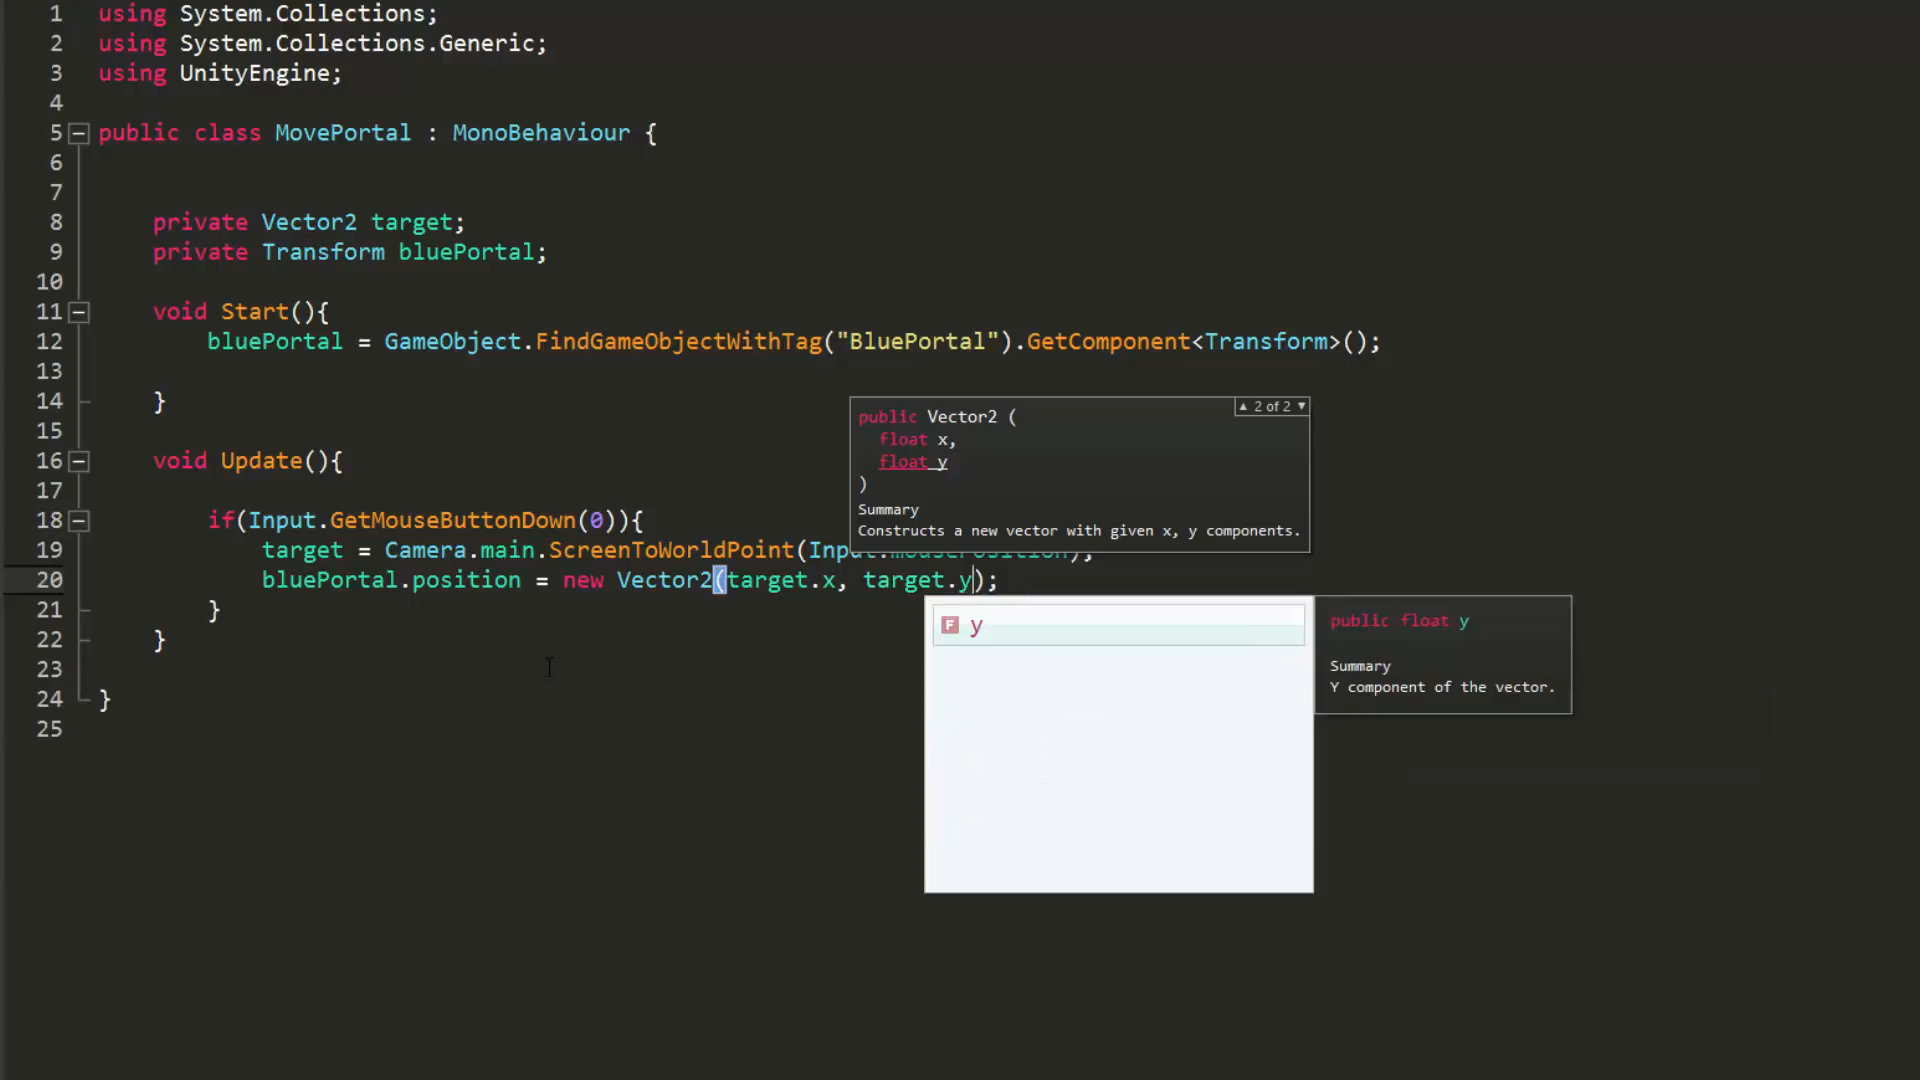 1 using System.Collections;
2 using System.Collections.Generic;
3 using UnityEngine;
4
5 public class MovePortal : MonoBehaviour {
6
7
8 private Vector2 target;
9 private Transform bluePortal;
10
11 void Start(){
12 bluePortal = GameObject.FindGameObjectWithTag("BluePortal").GetComponent<Transform>();
13
14 }
15
16 void Update(){
17
18 if(Input.GetMouseButtonDown(0)){
19 target = Camera.main.ScreenToWorldPoint(Input.mousePosition);
20 bluePortal.position = new Vector2(target.x, target.y);
21 }
22 }
23
24 }
25
▲ 2 of 2 ▼
public Vector2 (
float x,
float y
)
Summary
Constructs a new vector with given x, y components.
F y
public float y
Summary
Y component of the vector.